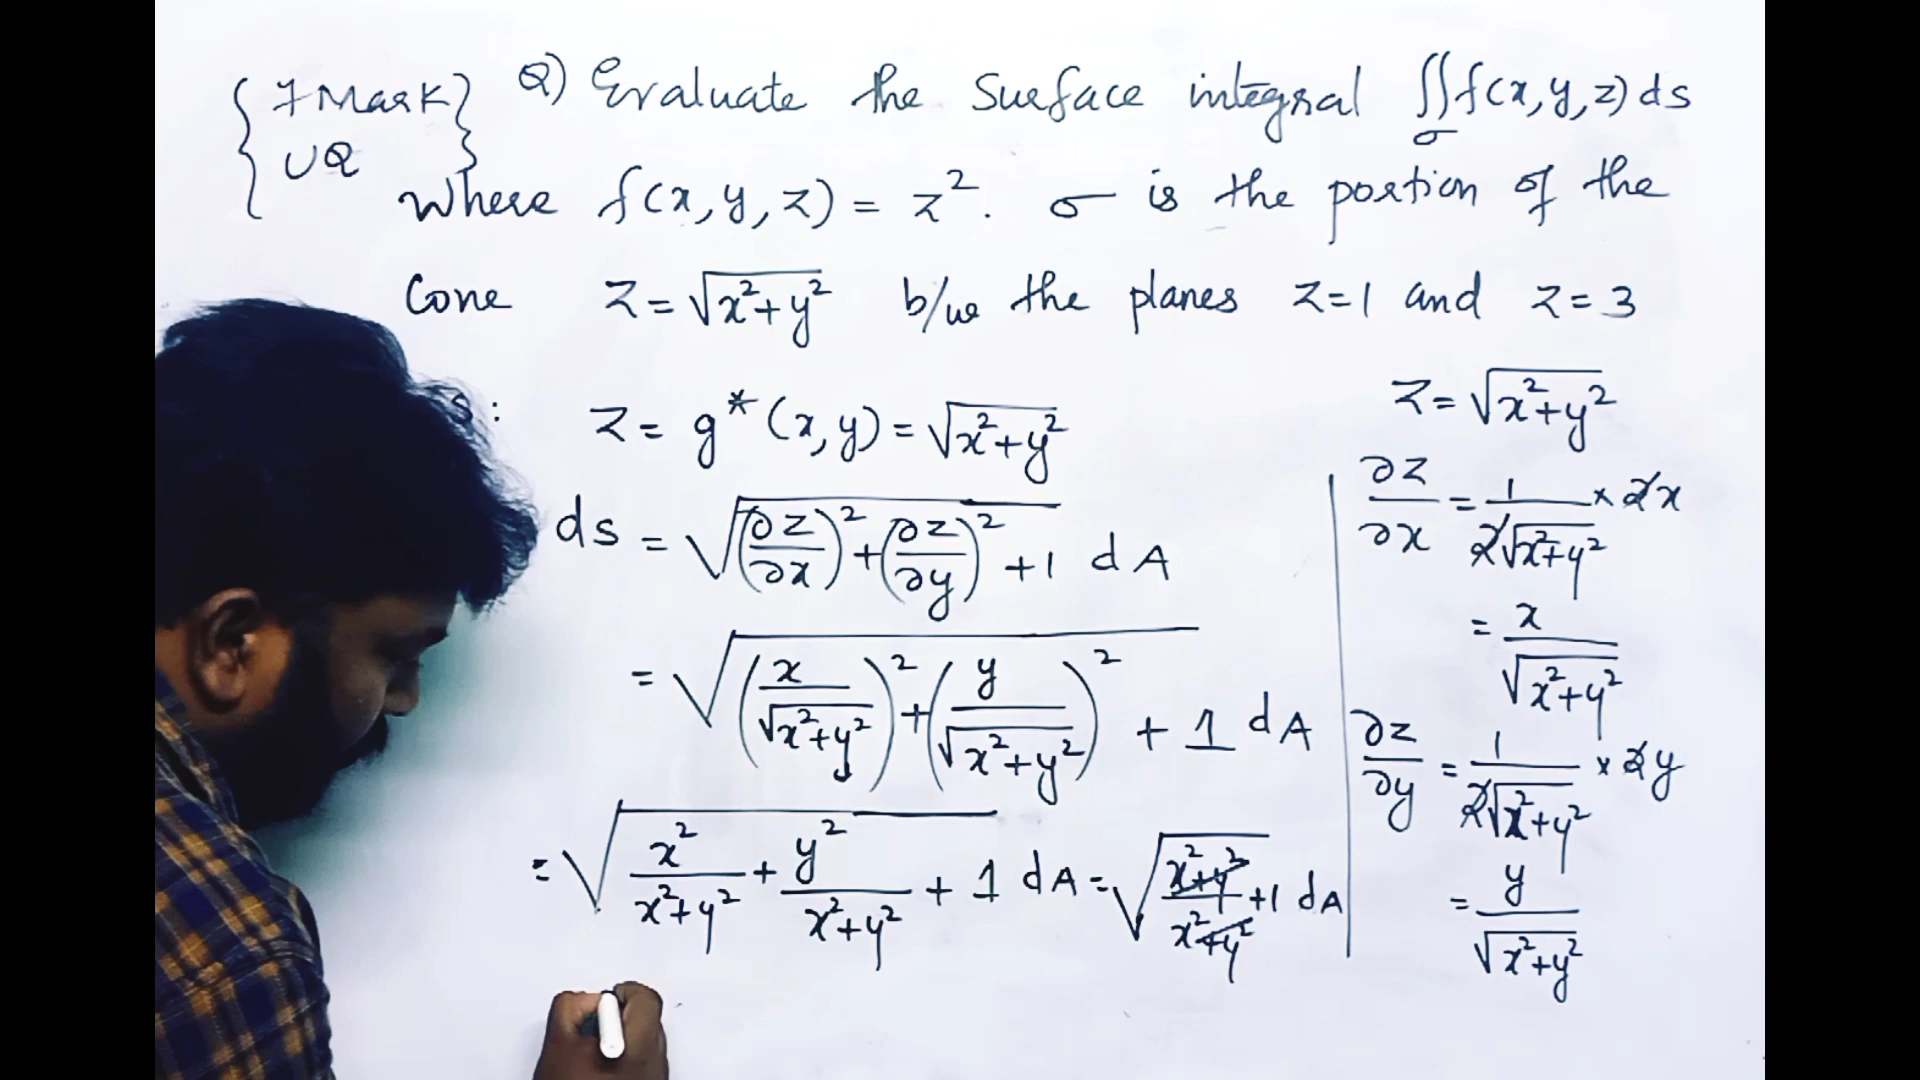 {7 Mark} Q) Evaluate the Surface integral ∬σ f(x,y,z) ds
{UQ} Where f(x,y,z) = z². σ is the portion of the
Cone z = √(x²+y²) b/w the planes z=1 and z=3
s: z = g*(x,y) = √(x²+y²)
ds = √((∂z/∂x)² + (∂z/∂y)² + 1) dA
= √((x/√(x²+y²))² + (y/√(x²+y²))² + 1) dA
= √(x²/(x²+y²) + y²/(x²+y²) + 1) dA = √((x²+y²)/(x²+y²) + 1) dA
z = √(x²+y²)
∂z/∂x = 1/(2√(x²+y²)) × 2x
= x/√(x²+y²)
∂z/∂y = 1/(2√(x²+y²)) × 2y
= y/√(x²+y²)